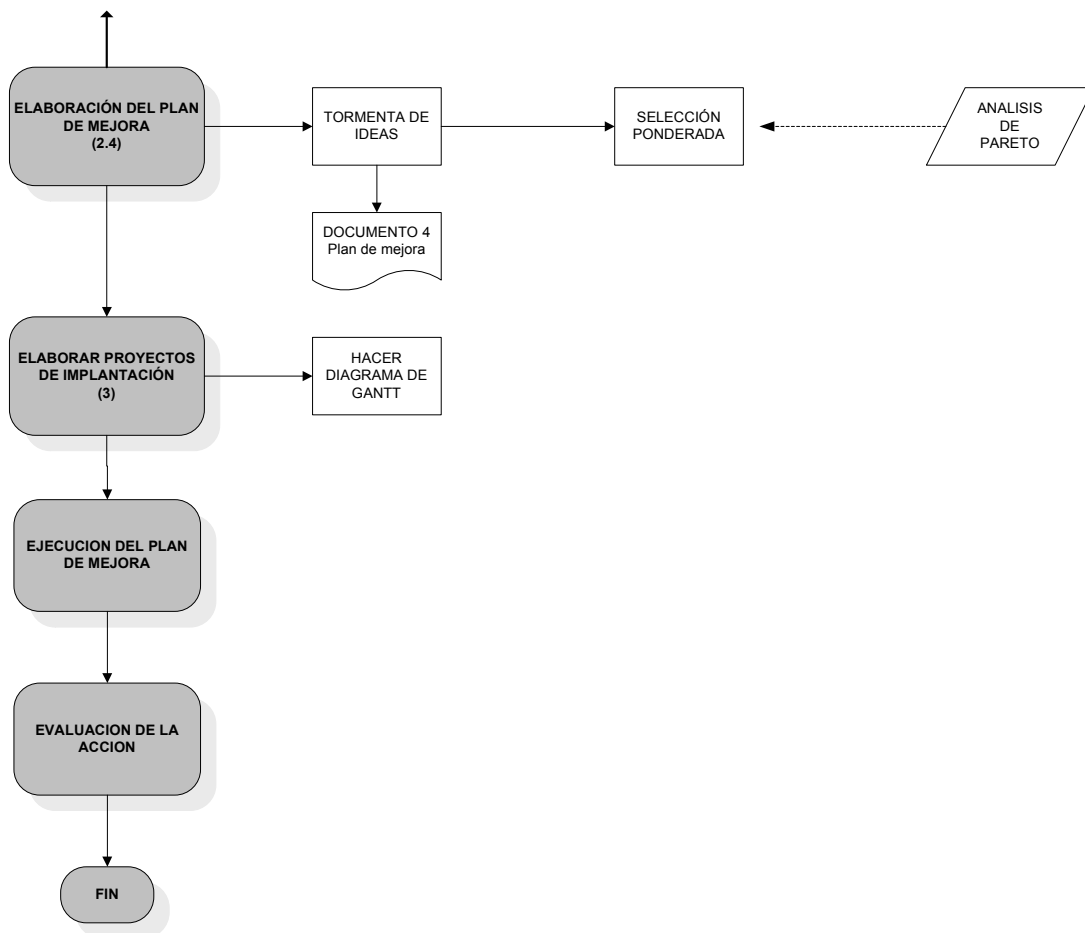 ELABORACIÓN DEL PLAN
DE MEJORA
(2.4)
TORMENTA DE
IDEAS
SELECCIÓN
PONDERADA
ANALISIS
DE
PARETO
DOCUMENTO 4
Plan de mejora
ELABORAR PROYECTOS
DE IMPLANTACIÓN
(3)
HACER
DIAGRAMA DE
GANTT
EJECUCION DEL PLAN
DE MEJORA
EVALUACION DE LA
ACCION
FIN